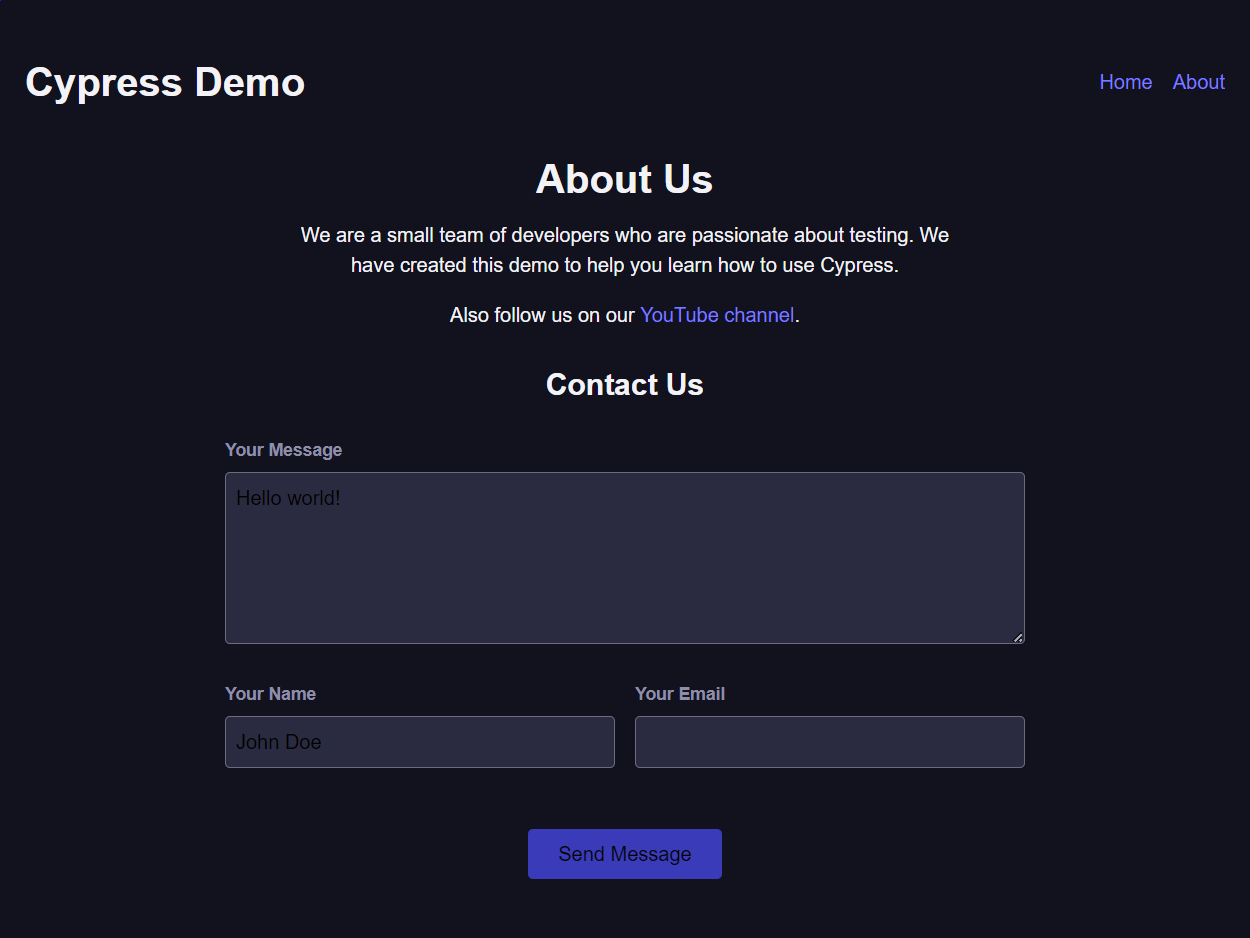 Cypress Demo
Home About
About Us
We are a small team of developers who are passionate about testing. We
have created this demo to help you learn how to use Cypress.
Also follow us on our YouTube channel.
Contact Us
Your Message
Hello world!
Your Name Your Email
John Doe
Send Message